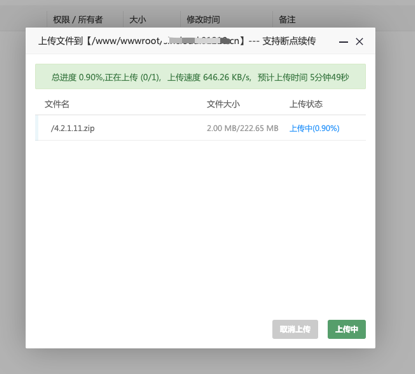 权限 / 所有者 大小 修改时间 备注
上传文件到【/www/wwwroot/ cn】--- 支持断点续传
总进度 0.90%,正在上传 (0/1), 上传速度 646.26 KB/s, 预计上传时间 5分钟49秒
文件名 文件大小 上传状态
/4.2.1.11.zip 2.00 MB/222.65 MB 上传中(0.90%)
取消上传 上传中